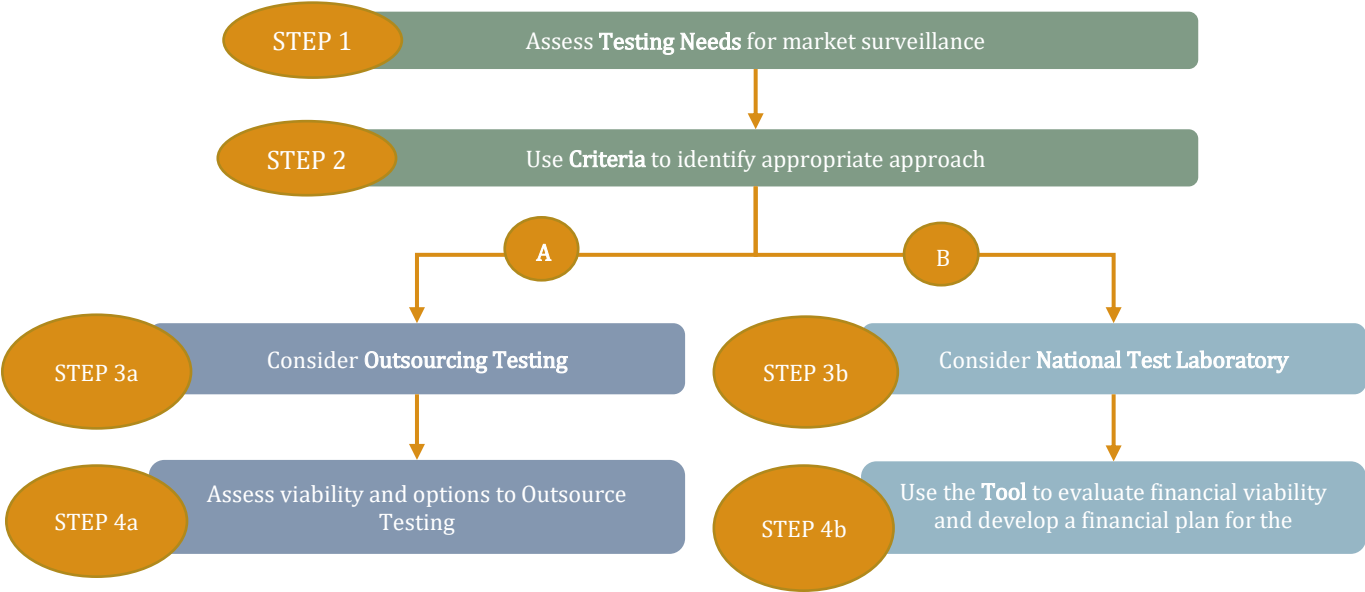 STEP 1
Assess Testing Needs for market surveillance
STEP 2
Use Criteria to identify appropriate approach
A
B
STEP 3a
Consider Outsourcing Testing
STEP 3b
Consider National Test Laboratory
STEP 4a
Assess viability and options to Outsource
Testing
STEP 4b
Use the Tool to evaluate financial viability
and develop a financial plan for the